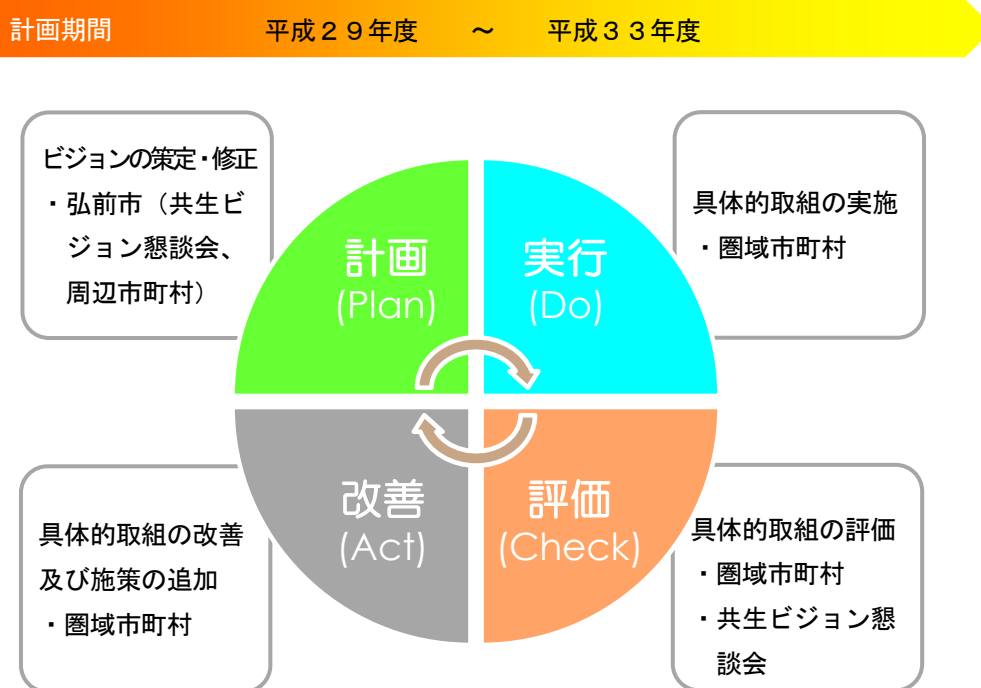 計画期間　平成２９年度　～　平成３３年度
ビジョンの策定・修正
・弘前市（共生ビ
ジョン懇談会、
周辺市町村）
計画
(Plan)
実行
(Do)
具体的取組の実施
・圏域市町村
具体的取組の改善
及び施策の追加
・圏域市町村
改善
(Act)
評価
(Check)
具体的取組の評価
・圏域市町村
・共生ビジョン懇
談会